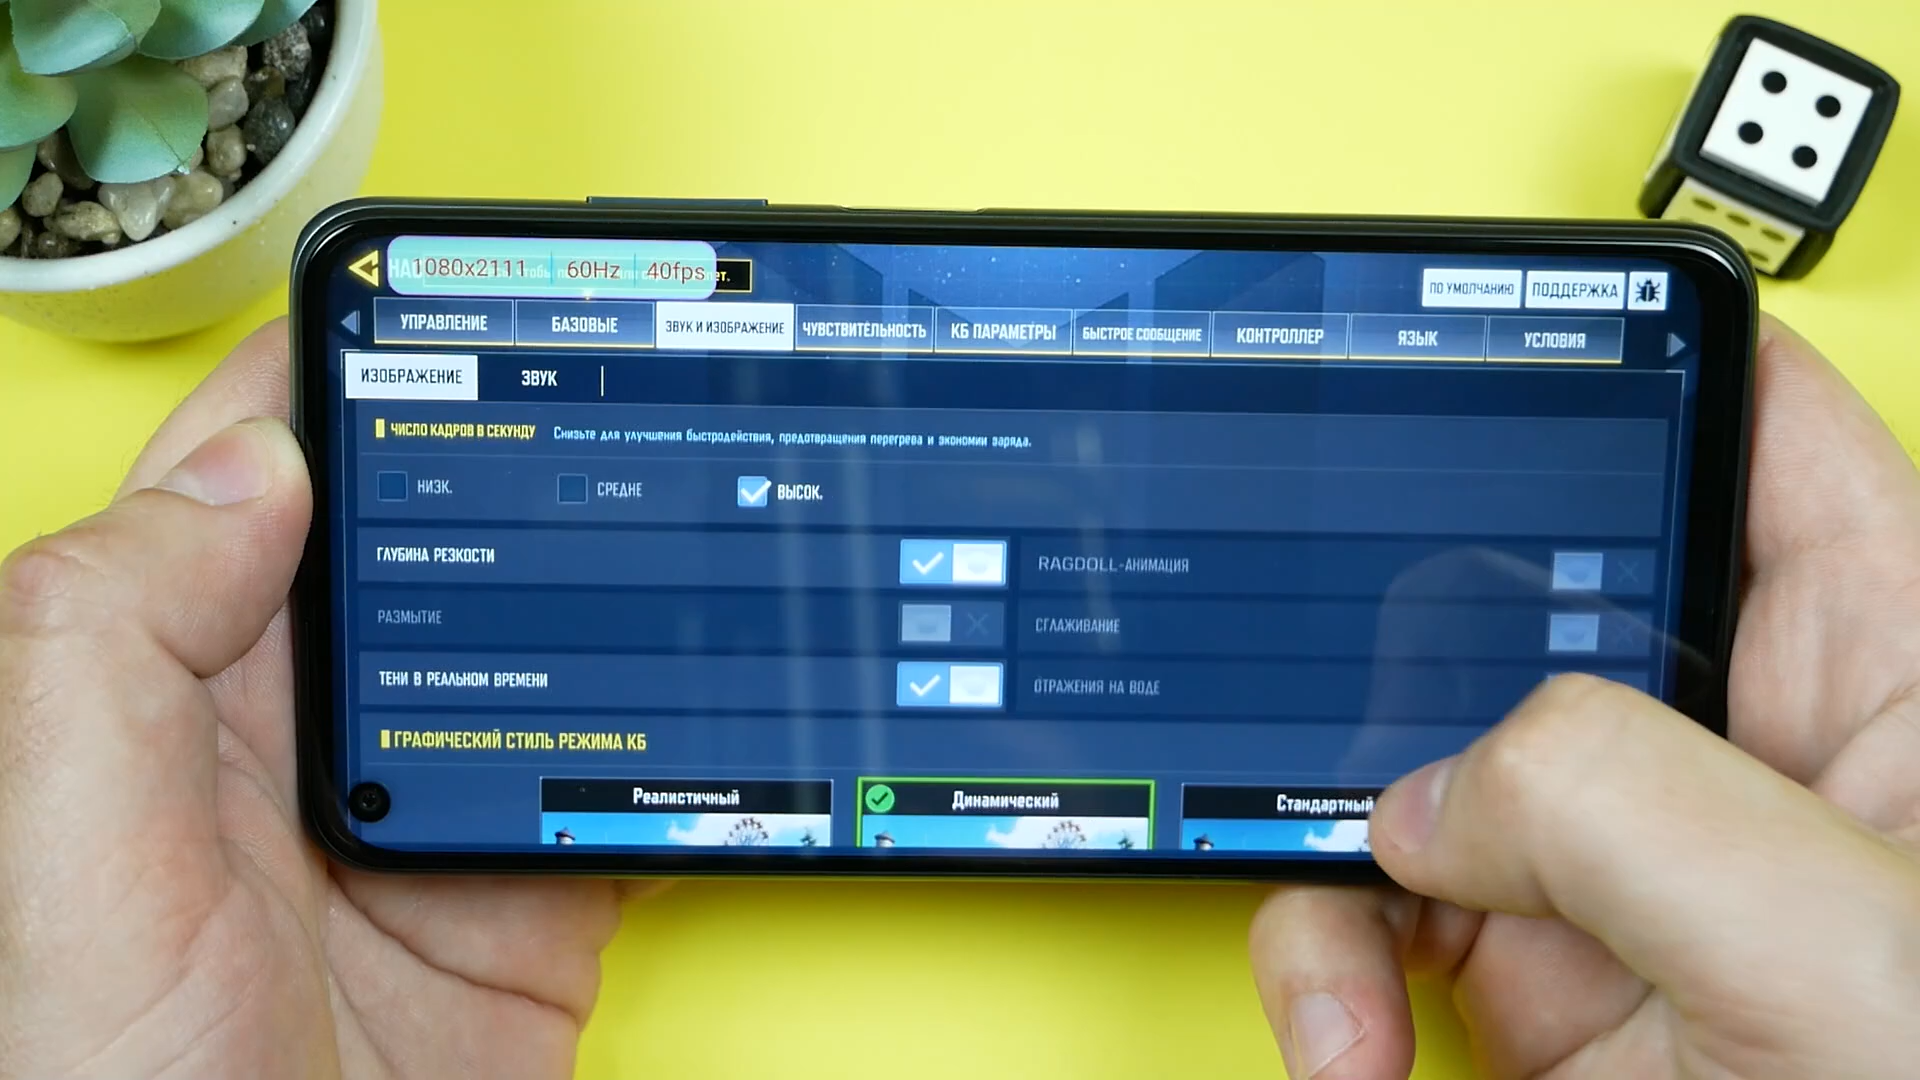 1080x2111 60Hz 40fps
ет.
ПО УМОЛЧАНИЮ ПОДДЕРЖКА
УПРАВЛЕНИЕ БАЗОВЫЕ ЗВУК И ИЗОБРАЖЕНИЕ ЧУВСТВИТЕЛЬНОСТЬ КБ ПАРАМЕТРЫ БЫСТРОЕ СООБЩЕНИЕ КОНТРОЛЛЕР ЯЗЫК УСЛОВИЯ
ИЗОБРАЖЕНИЕ ЗВУК
ЧИСЛО КАДРОВ В СЕКУНДУ Снизьте для улучшения быстродействия, предотвращения перегрева и экономии заряда.
НИЗК. СРЕДНЕ ВЫСОК.
ГЛУБИНА РЕЗКОСТИ RAGDOLL-АНИМАЦИЯ
РАЗМЫТИЕ СГЛАЖИВАНИЕ
ТЕНИ В РЕАЛЬНОМ ВРЕМЕНИ ОТРАЖЕНИЯ НА ВОДЕ
ГРАФИЧЕСКИЙ СТИЛЬ РЕЖИМА КБ
Реалистичный Динамический Стандартный